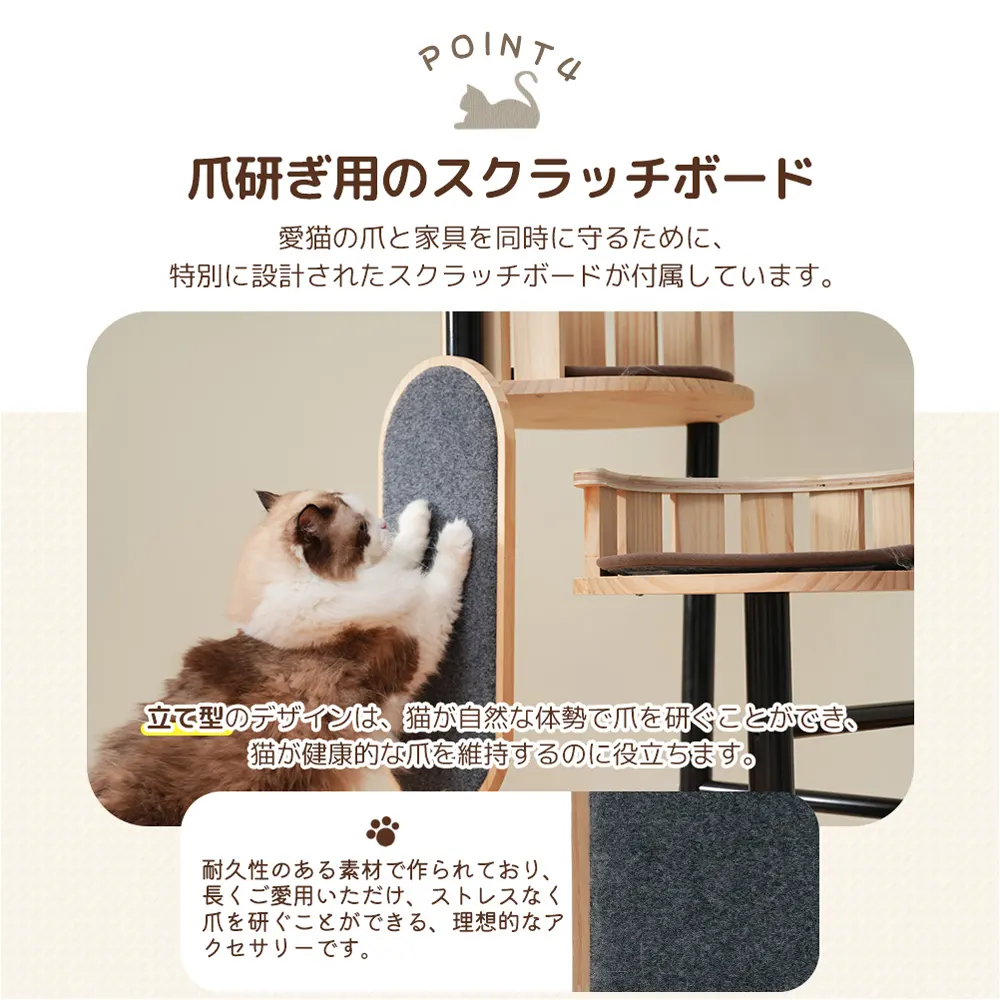 POINT4
爪研ぎ用のスクラッチボード
愛猫の爪と家具を同時に守るために、
特別に設計されたスクラッチボードが付属しています。
立て型のデザインは、猫が自然な体勢で爪を研ぐことができ、
猫が健康的な爪を維持するのに役立ちます。
耐久性のある素材で作られており、
長くご愛用いただけ、ストレスなく
爪を研ぐことができる、理想的なア
クセサリーです。